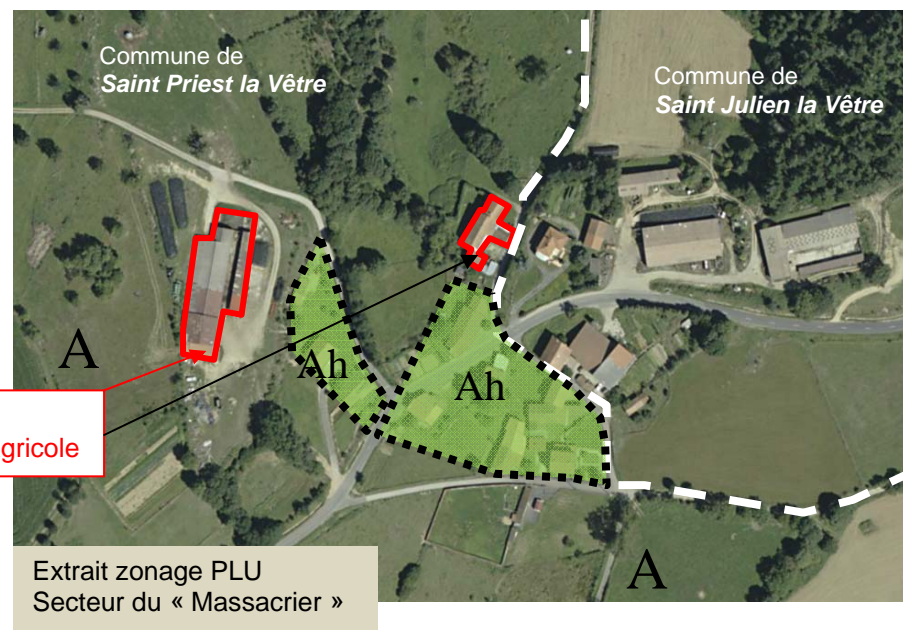 Commune de
Saint Priest la Vêtre
Commune de
Saint Julien la Vêtre
A
Ah
Ah
gricole
A
Extrait zonage PLU
Secteur du « Massacrier »